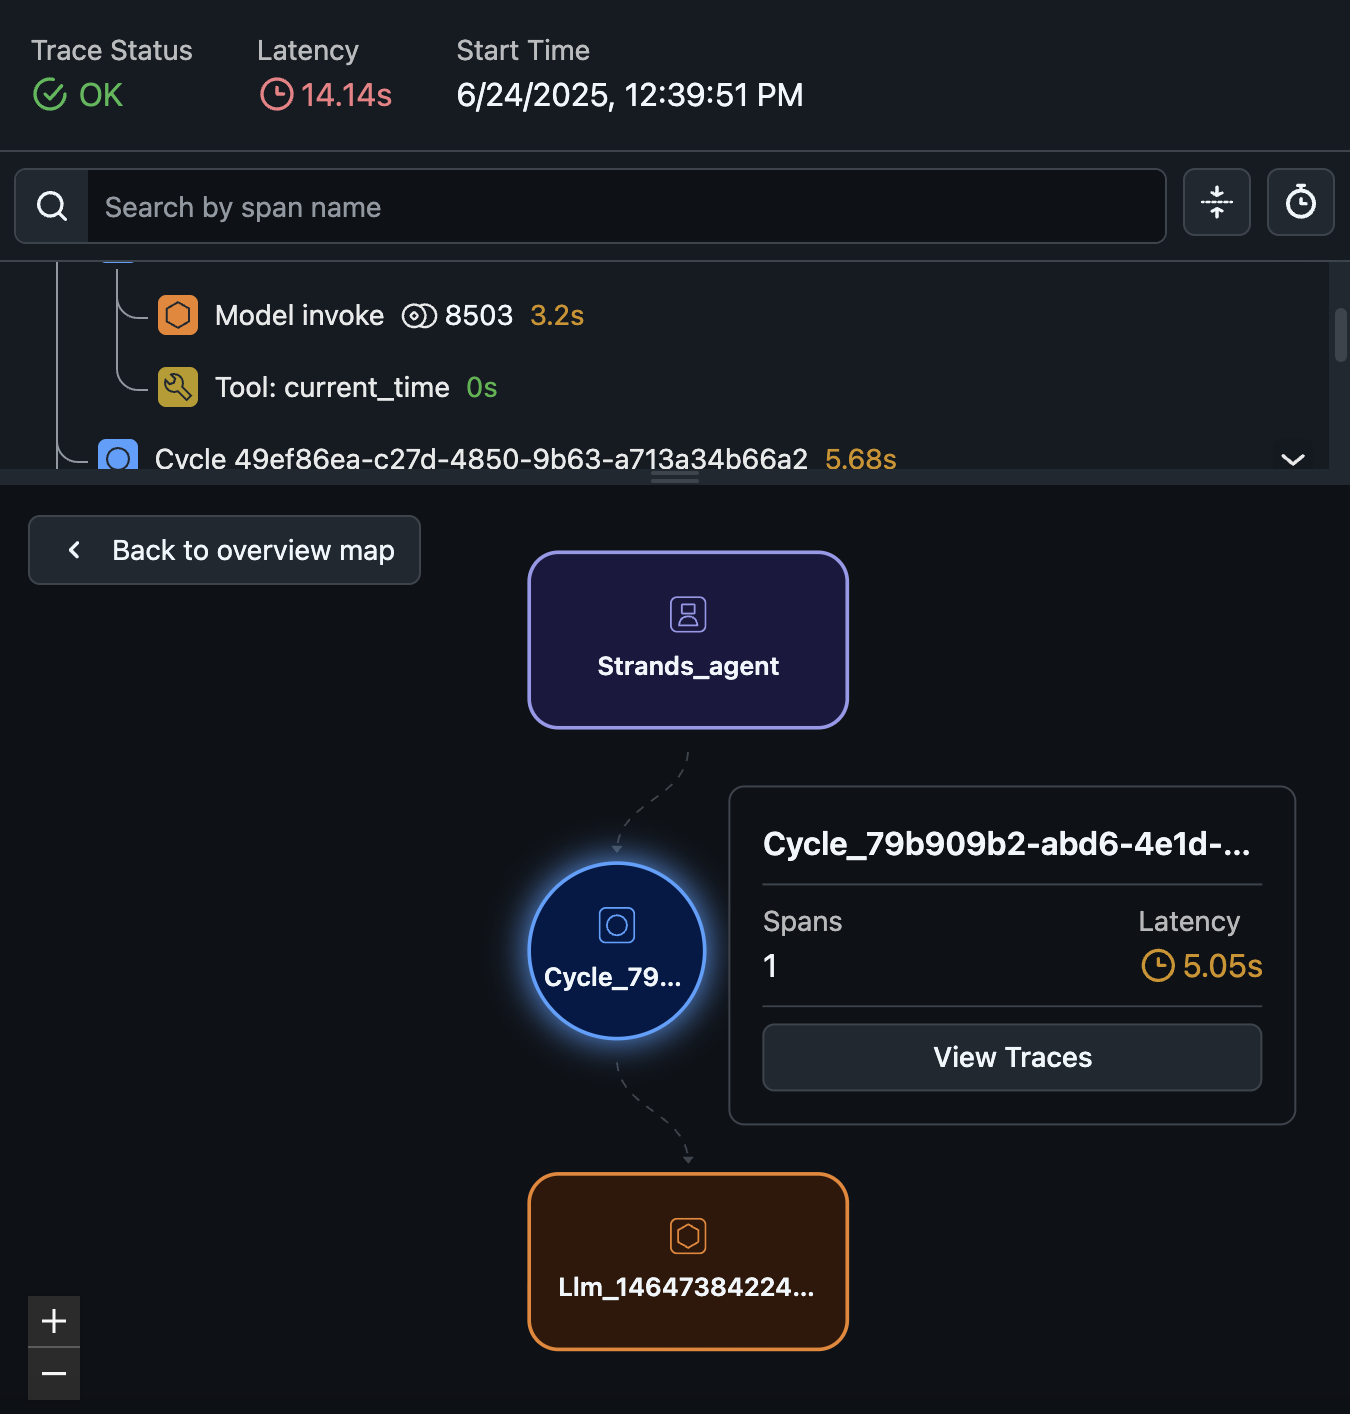 Trace Status
OK
Latency
14.14s
Start Time
6/24/2025, 12:39:51 PM
Search by span name
Model invoke 8503 3.2s
Tool: current_time 0s
Cycle 49ef86ea-c27d-4850-9b63-a713a34b66a2 5.68s
Back to overview map
Strands_agent
Cycle_79...
Cycle_79b909b2-abd6-4e1d-...
Spans
1
Latency
5.05s
View Traces
Llm_14647384224...